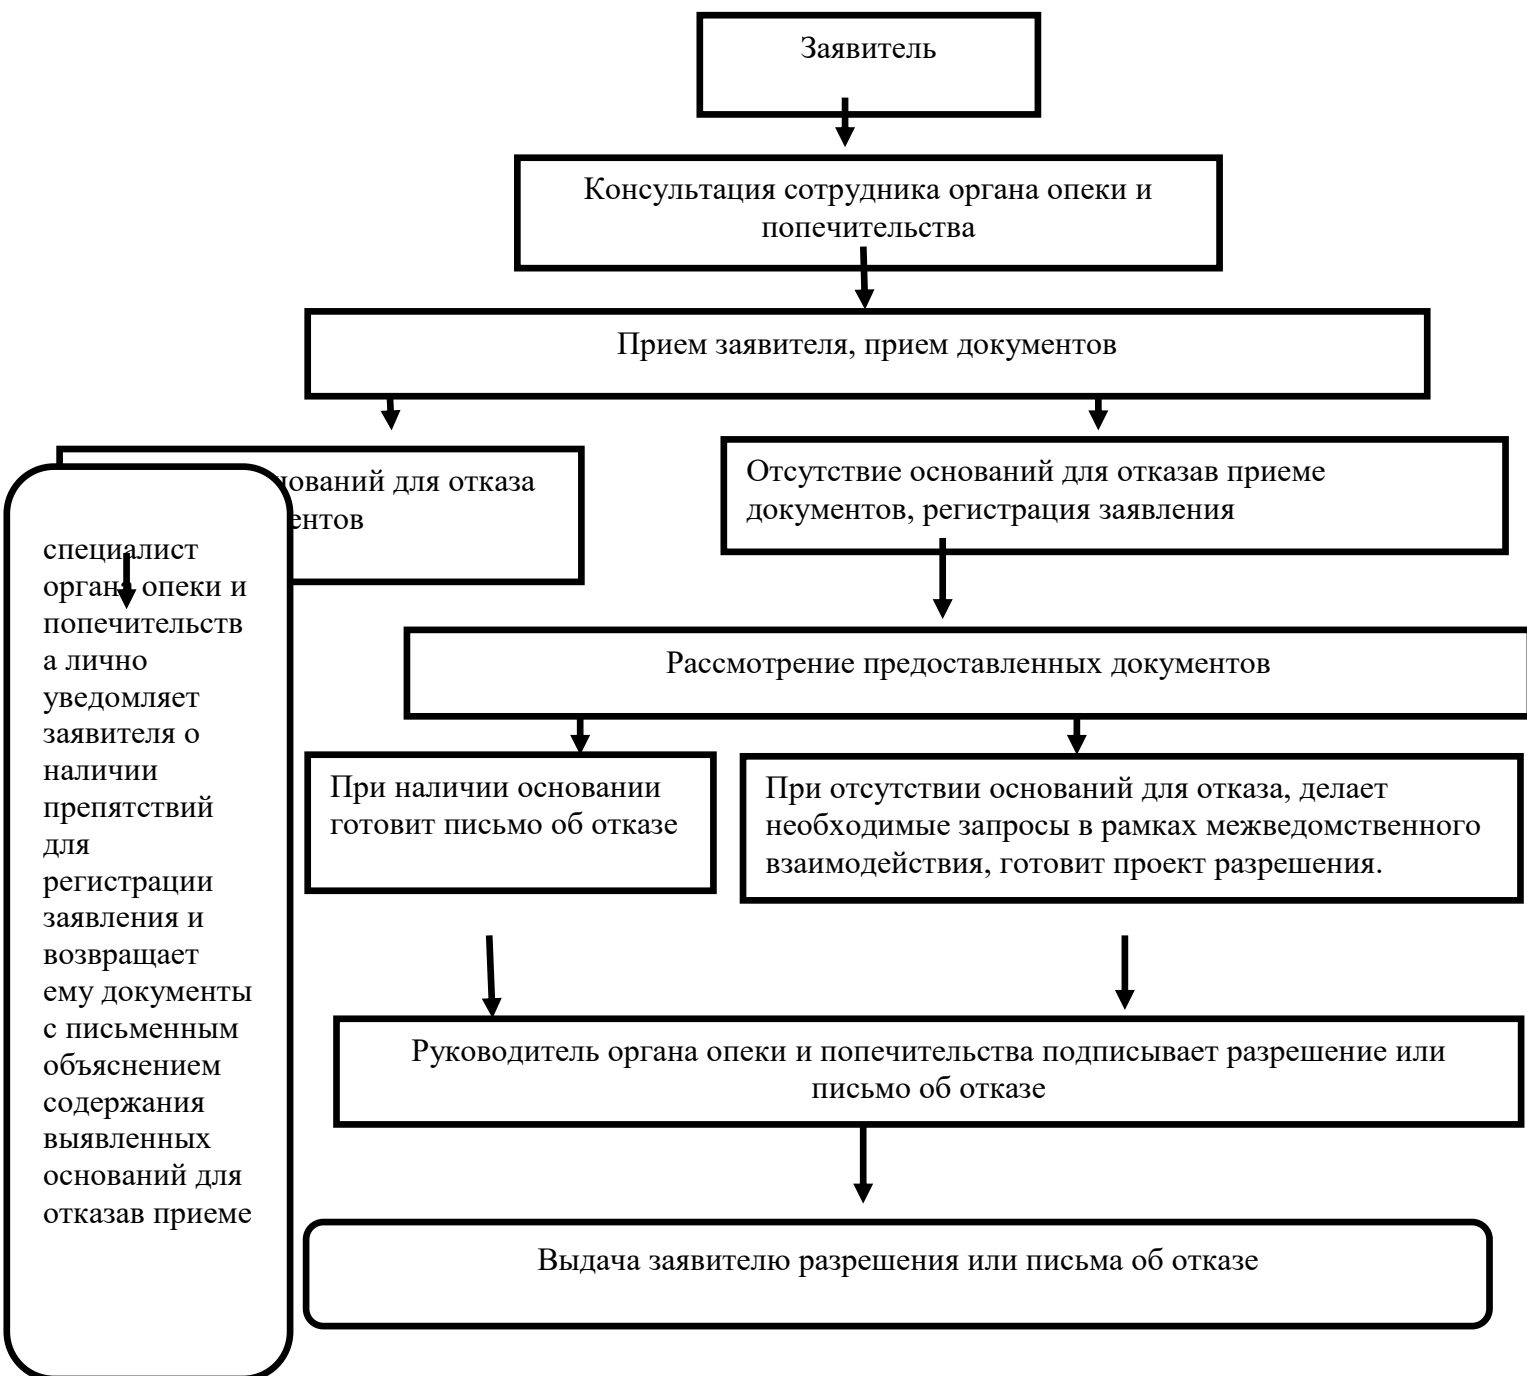 Заявитель
Консультация сотрудника органа опеки и
попечительства
Прием заявителя, прием документов
для отказа
Отсутствие оснований для отказав приеме
документов, регистрация заявления
специалист
органа опеки и
попечительств
а лично
уведомляет
заявителя о
наличии
препятствий
для
регистрации
заявления и
возвращает
ему документы
с письменным
объяснением
содержания
выявленных
оснований для
отказав приеме
Рассмотрение предоставленных документов
При наличии основании
готовит письмо об отказе
При отсутствии оснований для отказа, делает
необходимые запросы в рамках межведомственного
взаимодействия, готовит проект разрешения.
Руководитель органа опеки и попечительства подписывает разрешение или
письмо об отказе
Выдача заявителю разрешения или письма об отказе